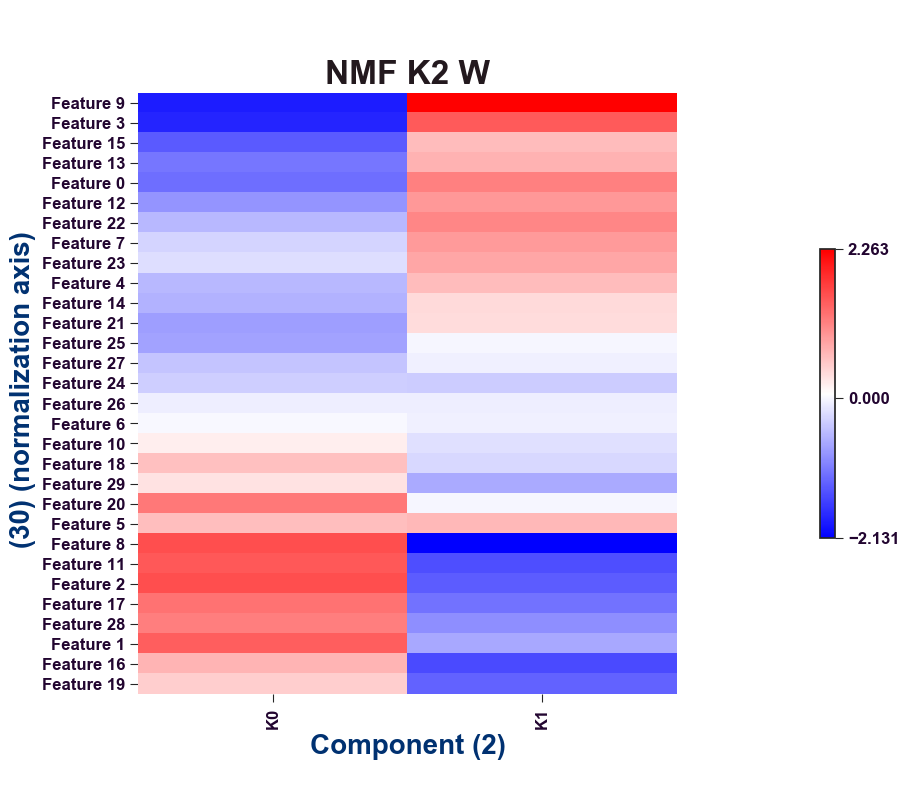 NMF K2 W
Feature 9
Feature 3
Feature 15
Feature 13
Feature 0
Feature 12
Feature 22
Feature 7
Feature 23
Feature 4
Feature 14
Feature 21
Feature 25
Feature 27
Feature 24
Feature 26
Feature 6
Feature 10
Feature 18
Feature 29
Feature 20
Feature 5
Feature 8
Feature 11
Feature 2
Feature 17
Feature 28
Feature 1
Feature 16
Feature 19
(30) (normalization axis)
K0
K1
Component (2)
2.263
0.000
−2.131